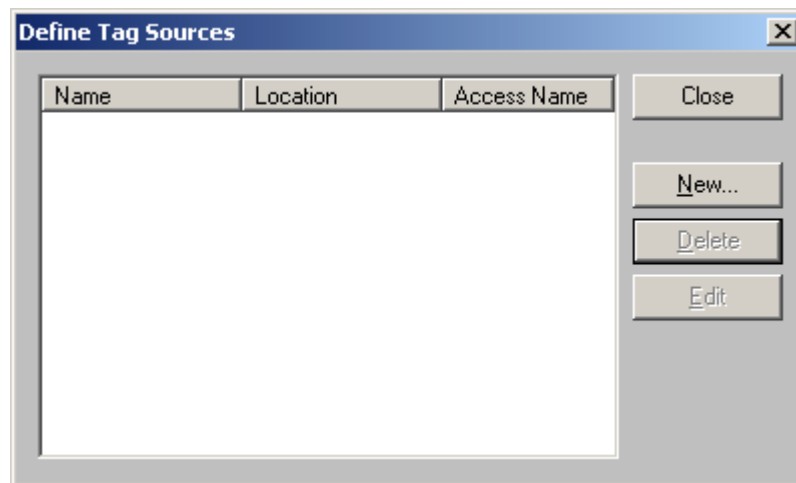 Define Tag Sources
Name Location Access Name
Close
New...
Delete
Edit